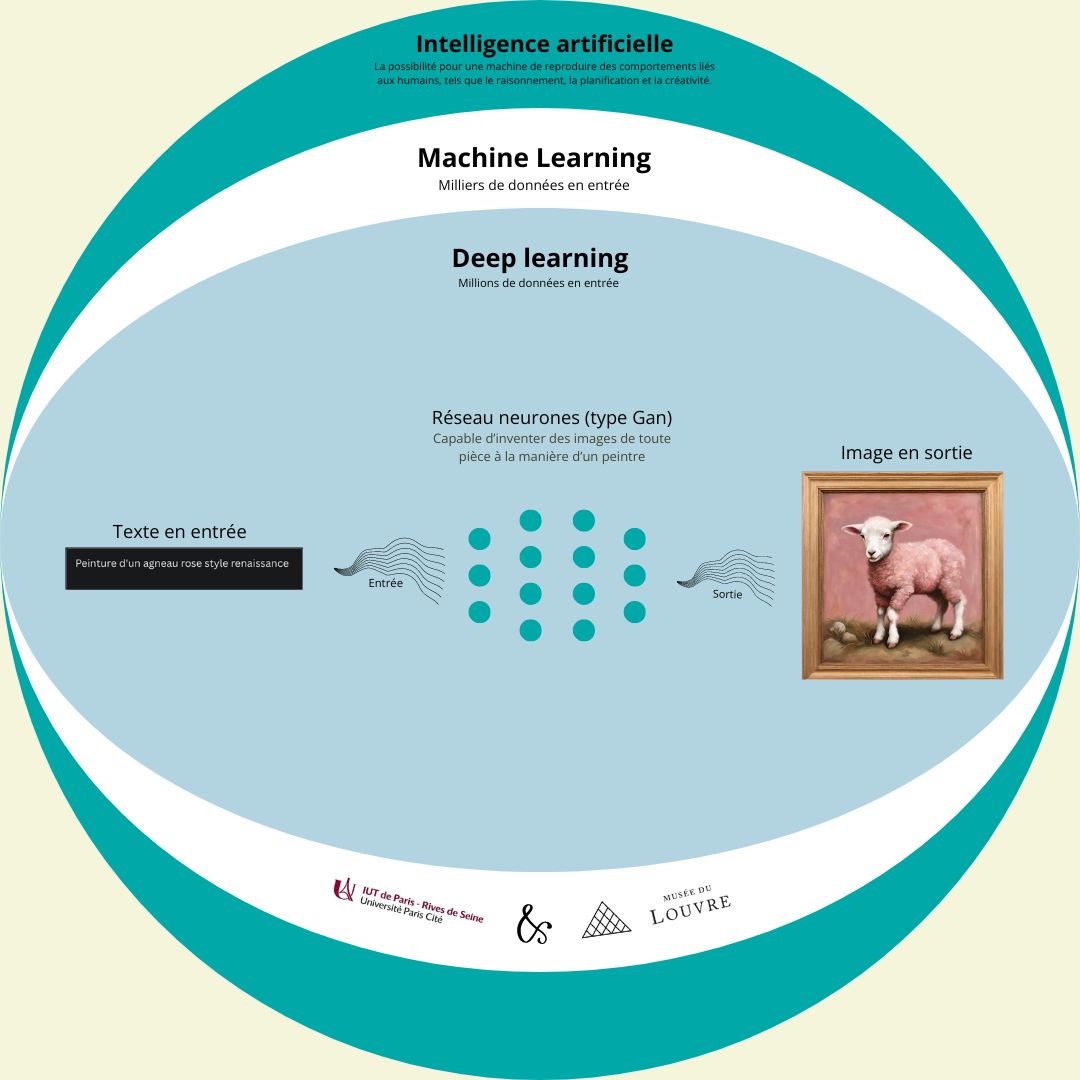 Intelligence artificielle
La possibilité pour une machine de reproduire des comportements liés
aux humains, tels que le raisonnement, la planification et la créativité.
Machine Learning
Milliers de données en entrée
Deep learning
Millions de données en entrée
Réseau neurones (type Gan)
Capable d'inventer des images de toute
pièce à la manière d'un peintre
Image en sortie
Texte en entrée
Peinture d'un agneau rose style renaissance
Entrée
Sortie
IUT de Paris - Rives de Seine
Université Paris Cité
&
MUSÉE DU
LOUVRE